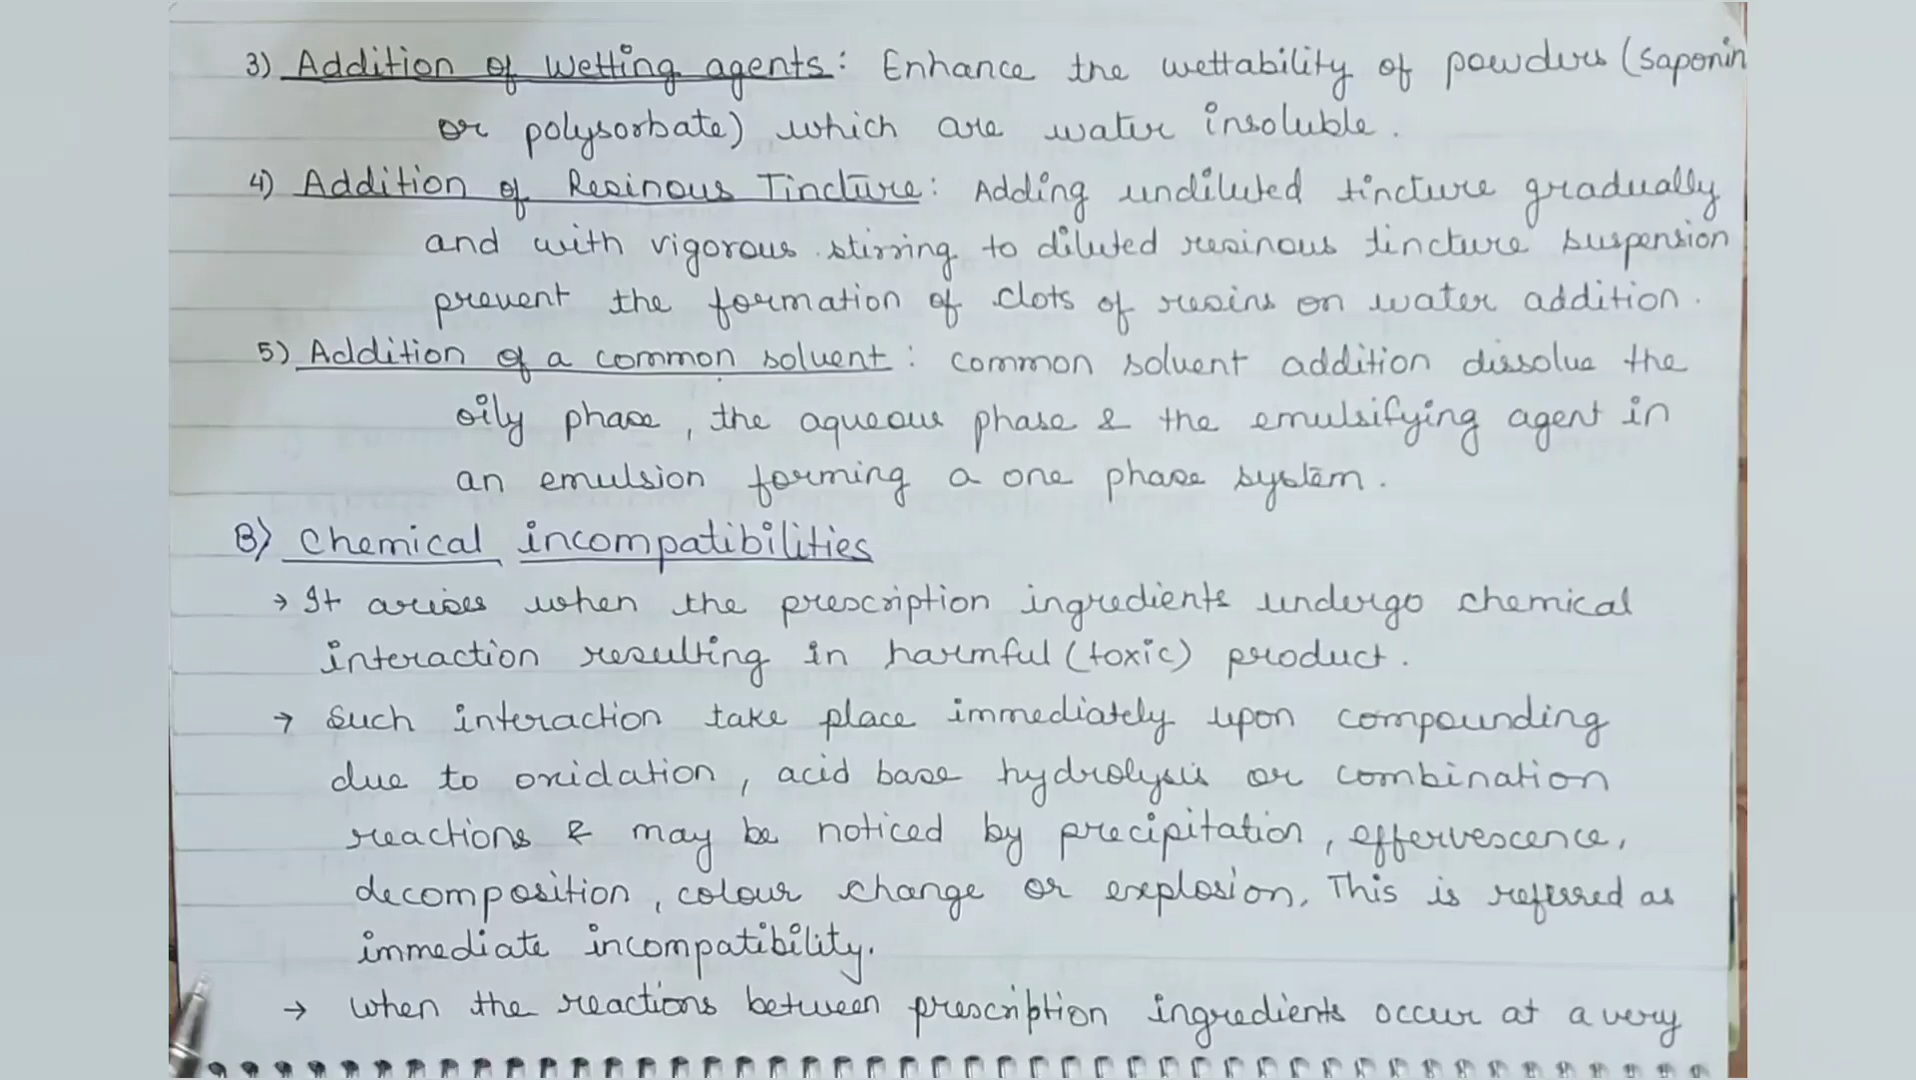 3) Addition of wetting agents : Enhance the wettability of powders (saponin
or polysorbate) which are water insoluble.
4) Addition of Resinous Tincture : Adding undiluted tincture gradually
and with vigorous stirring to diluted resinous tincture suspension
prevent the formation of clots of resins on water addition.
5) Addition of a common solvent : common solvent addition dissolve the
oily phase, the aqueous phase & the emulsifying agent in
an emulsion forming a one phase system.
B) Chemical incompatibilities
→ It arises when the prescription ingredients undergo chemical
interaction resulting in harmful (toxic) product.
→ Such interaction take place immediately upon compounding
due to oxidation, acid base hydrolysis or combination
reactions & may be noticed by precipitation, effervescence,
decomposition, colour change or explosion. This is referred as
immediate incompatibility.
→ when the reactions between prescription ingredients occur at a very